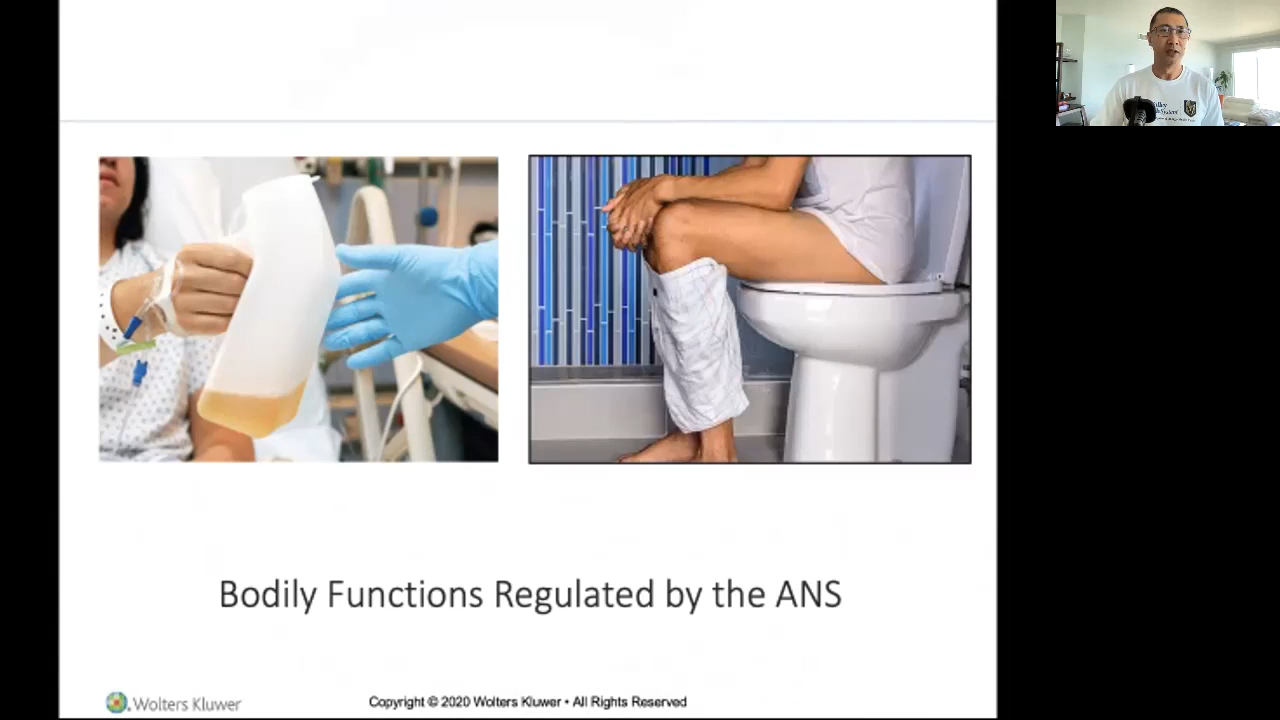 Bodily Functions Regulated by the ANS
Wolters Kluwer
Copyright © 2020 Wolters Kluwer • All Rights Reserved